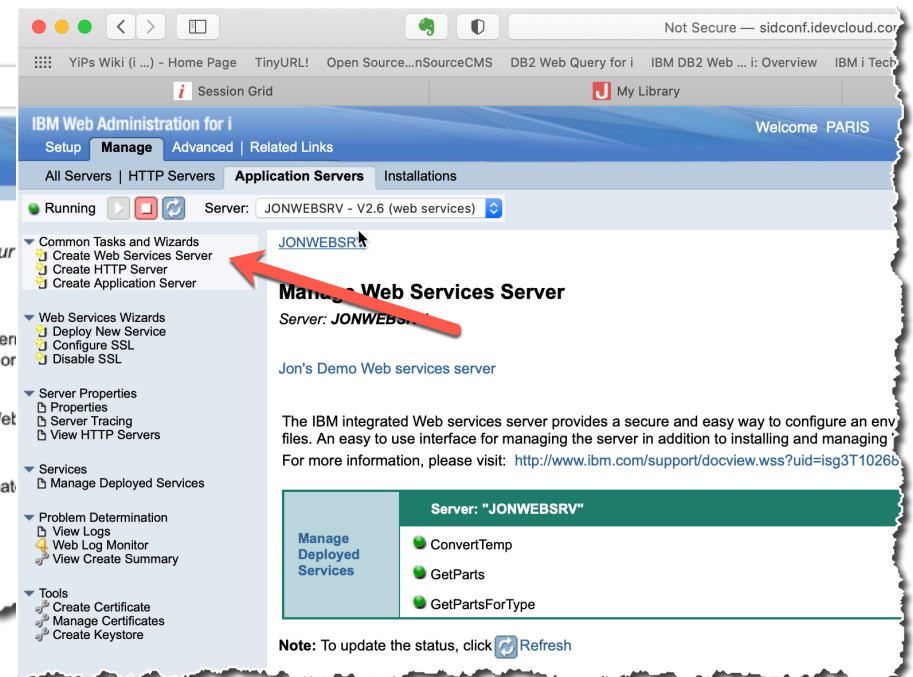 Not Secure — sidconf.idevcloud.cor
YiPs Wiki (i ...) - Home Page TinyURL! Open Source...nSourceCMS DB2 Web Query for i IBM DB2 Web ... i: Overview IBM i Tech
Session Grid
My Library
IBM Web Administration for i
Welcome PARIS
Setup Manage Advanced | Related Links
All Servers | HTTP Servers Application Servers Installations
Running Server: JONWEBSRV - V2.6 (web services)
Common Tasks and Wizards
Create Web Services Server
Create HTTP Server
Create Application Server
Web Services Wizards
Deploy New Service
Configure SSL
Disable SSL
Server Properties
Properties
Server Tracing
View HTTP Servers
Services
Manage Deployed Services
Problem Determination
View Logs
Web Log Monitor
View Create Summary
Tools
Create Certificate
Manage Certificates
Create Keystore
JONWEBSRV
Manage Web Services Server
Server: JONWEBSRV
Jon's Demo Web services server
The IBM integrated Web services server provides a secure and easy way to configure an env
files. An easy to use interface for managing the server in addition to installing and managing
For more information, please visit: http://www.ibm.com/support/docview.wss?uid=isg3T10268
Server: "JONWEBSRV"
Manage
Deployed
Services
ConvertTemp
GetParts
GetPartsForType
Note: To update the status, click Refresh